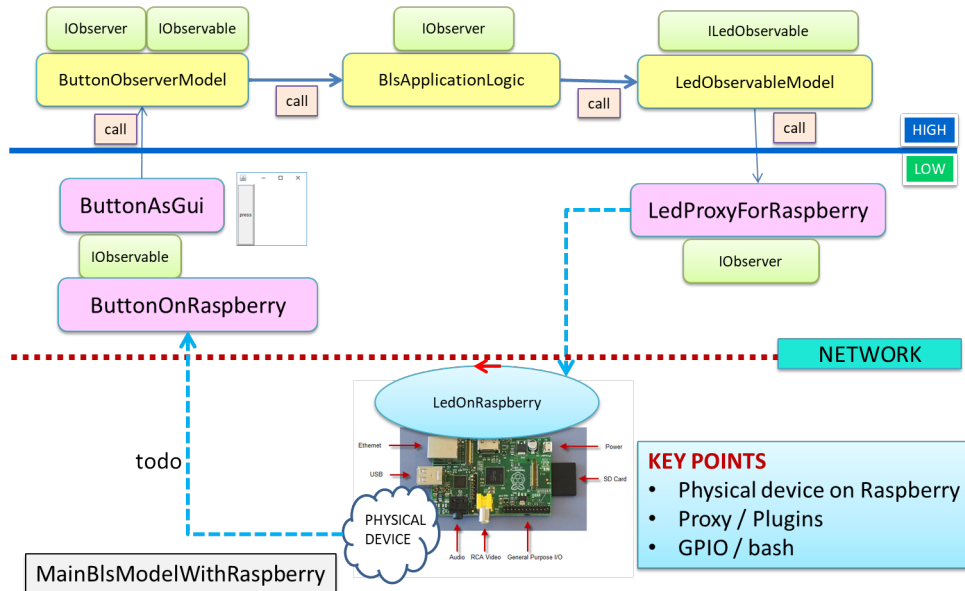 IObserver
IObservable
IObserver
ILedObservable
ButtonObserverModel
BlsApplicationLogic
LedObservableModel
call
call
call
call
HIGH
LOW
ButtonAsGui
press
LedProxyForRaspberry
IObservable
IObserver
ButtonOnRaspberry
NETWORK
LedOnRaspberry
Ethernet
Power
todo
USB
SD Card
PHYSICAL
DEVICE
Audio
RCA Video
General Purpose I/O
KEY POINTS
• Physical device on Raspberry
• Proxy / Plugins
• GPIO / bash
MainBlsModelWithRaspberry